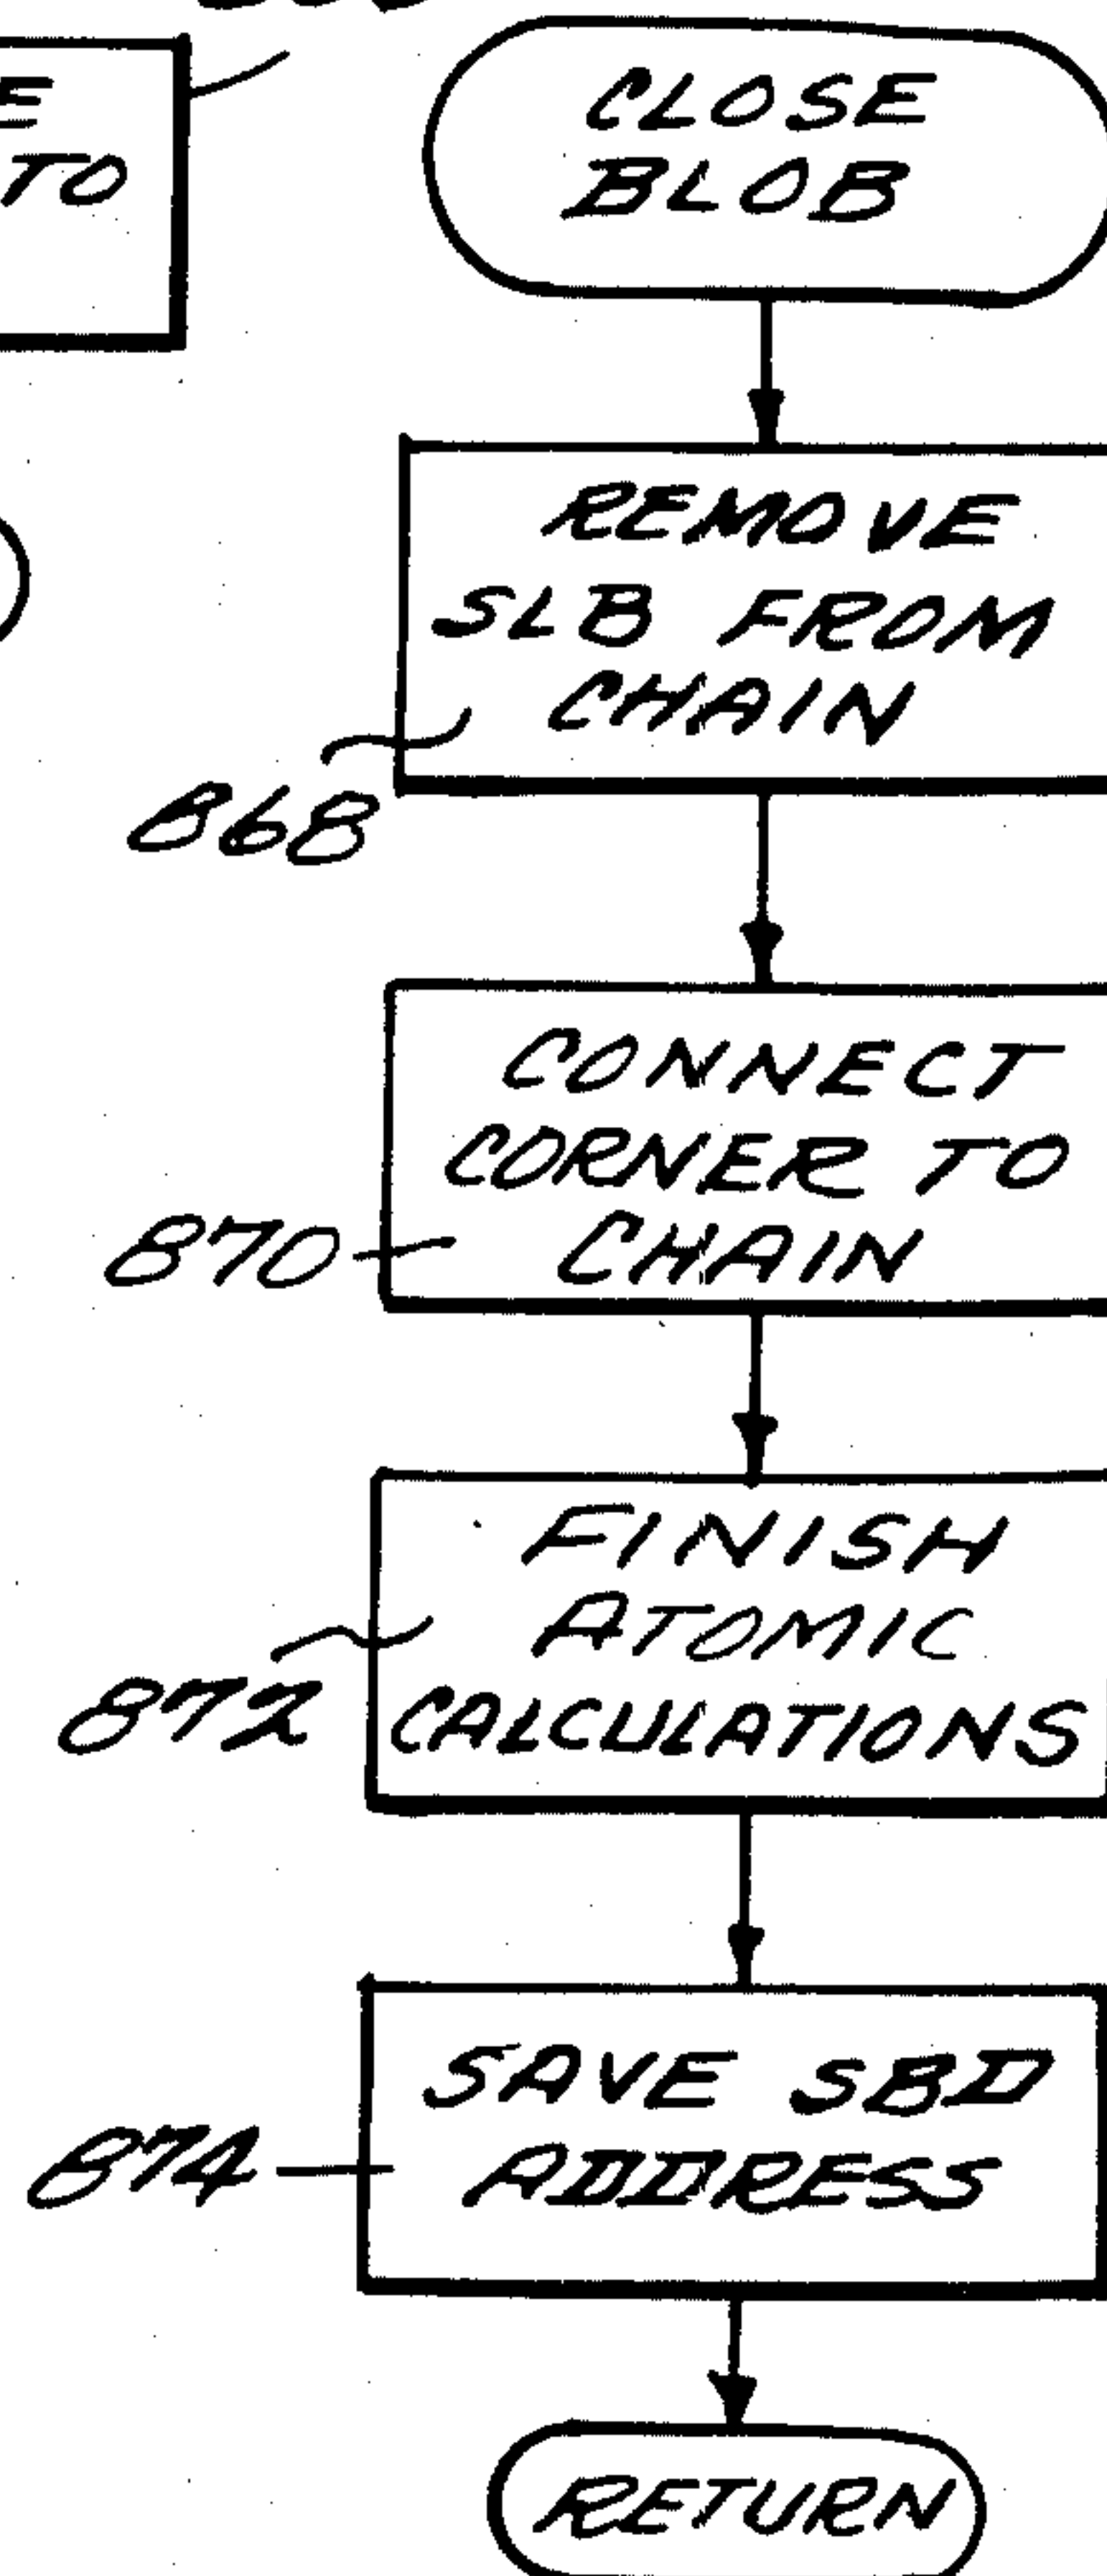 TO
CLOSE
BLOB
REMOVE
SLB FROM
CHAIN
868
CONNECT
CORNER TO
CHAIN
870
FINISH
ATOMIC
CALCULATIONS
872
SAVE SBD
ADDRESS
874
RETURN